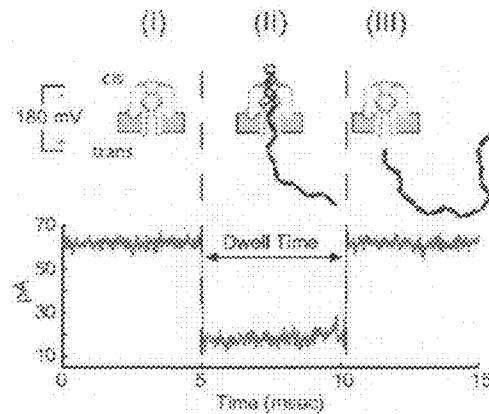 (I) (II) (III)
cis
180 mV
trans
70
50
30
10
pA
Dwell Time
0 5 10 15
Time (msec)